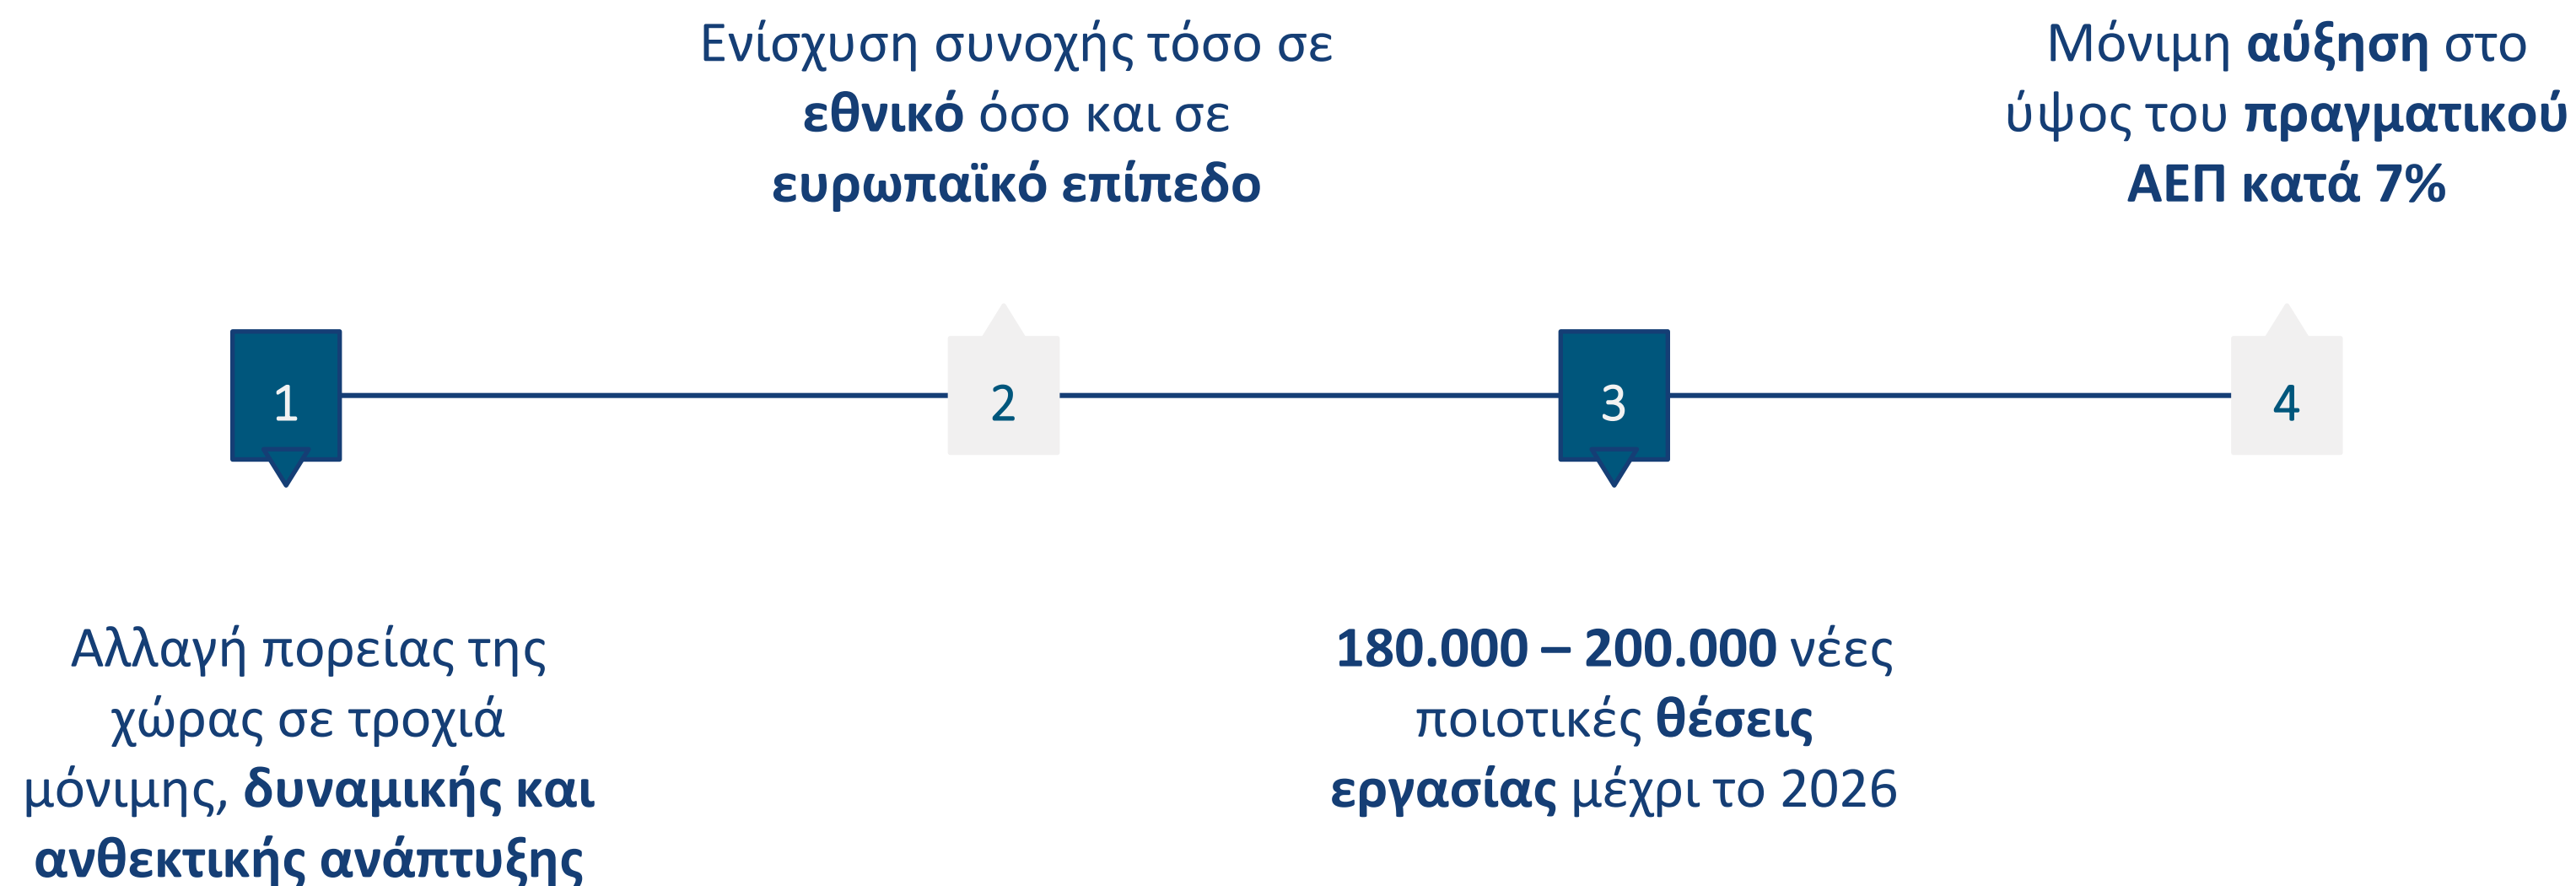 Ενίσχυση συνοχής τόσο σε
εθνικό όσο και σε
ευρωπαϊκό επίπεδο
Μόνιμη αύξηση στο
ύψος του πραγματικού
ΑΕΠ κατά 7%
1
2
3
4
Αλλαγή πορείας της
χώρας σε τροχιά
μόνιμης, δυναμικής και
ανθεκτικής ανάπτυξης
180.000 – 200.000 νέες
ποιοτικές θέσεις
εργασίας μέχρι το 2026